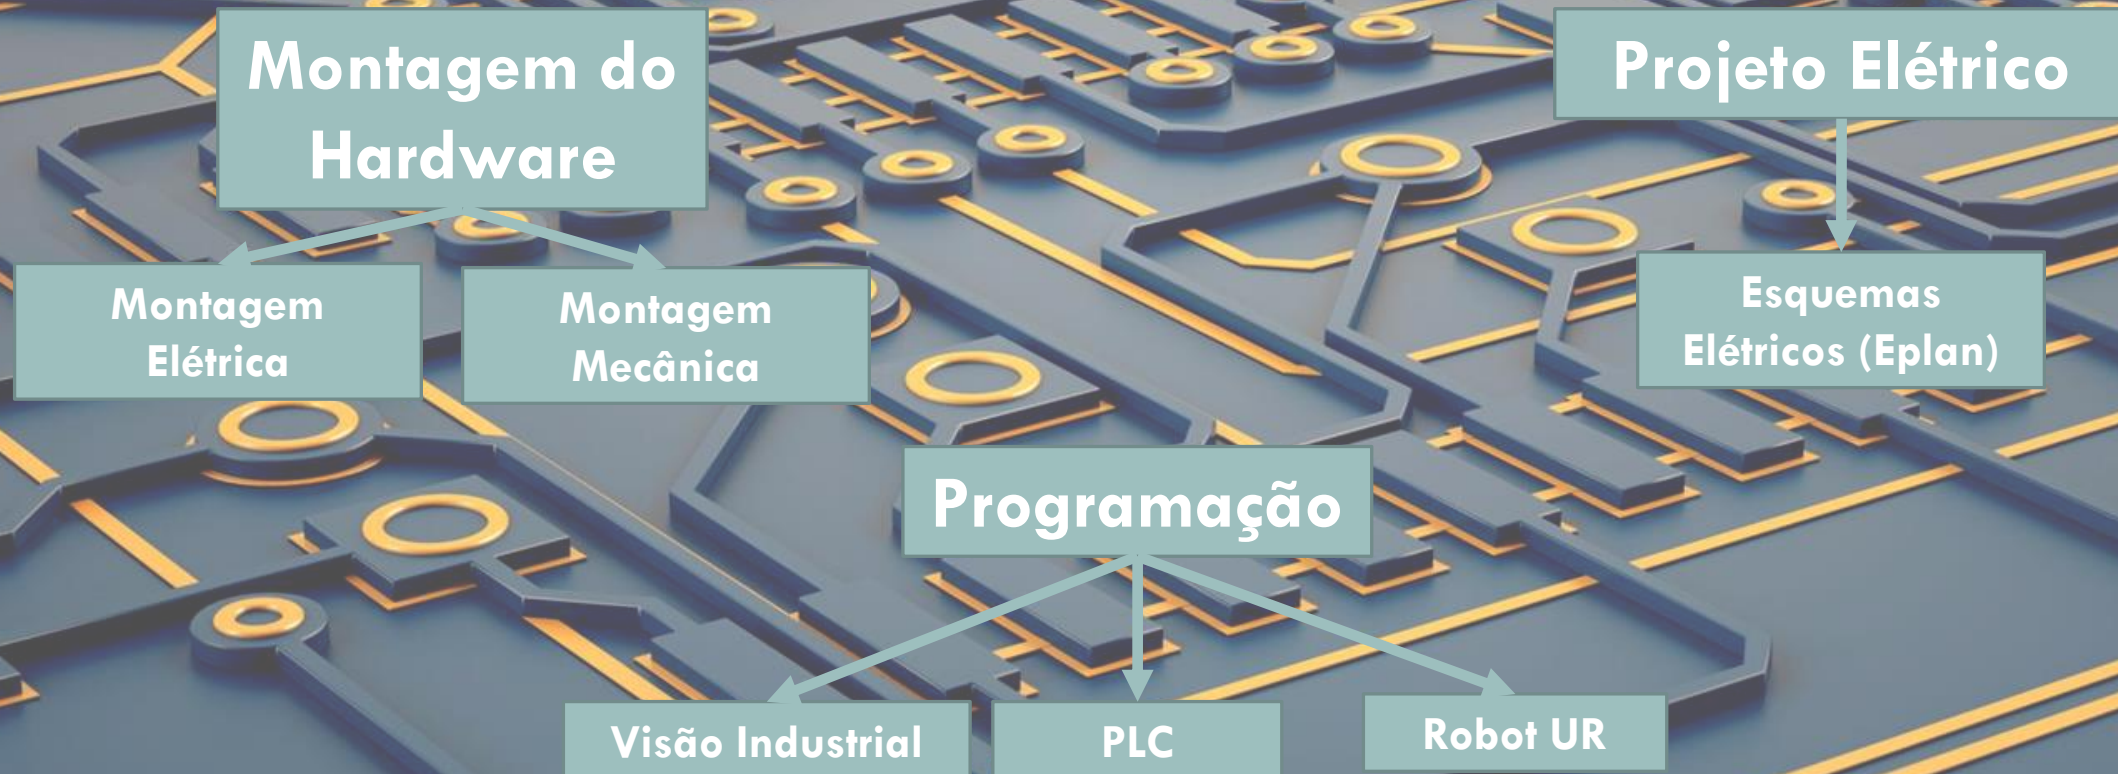 Montagem do
Hardware
Projeto Elétrico
Montagem
Elétrica
Montagem
Mecânica
Esquemas
Elétricos (Eplan)
Programação
Visão Industrial
PLC
Robot UR